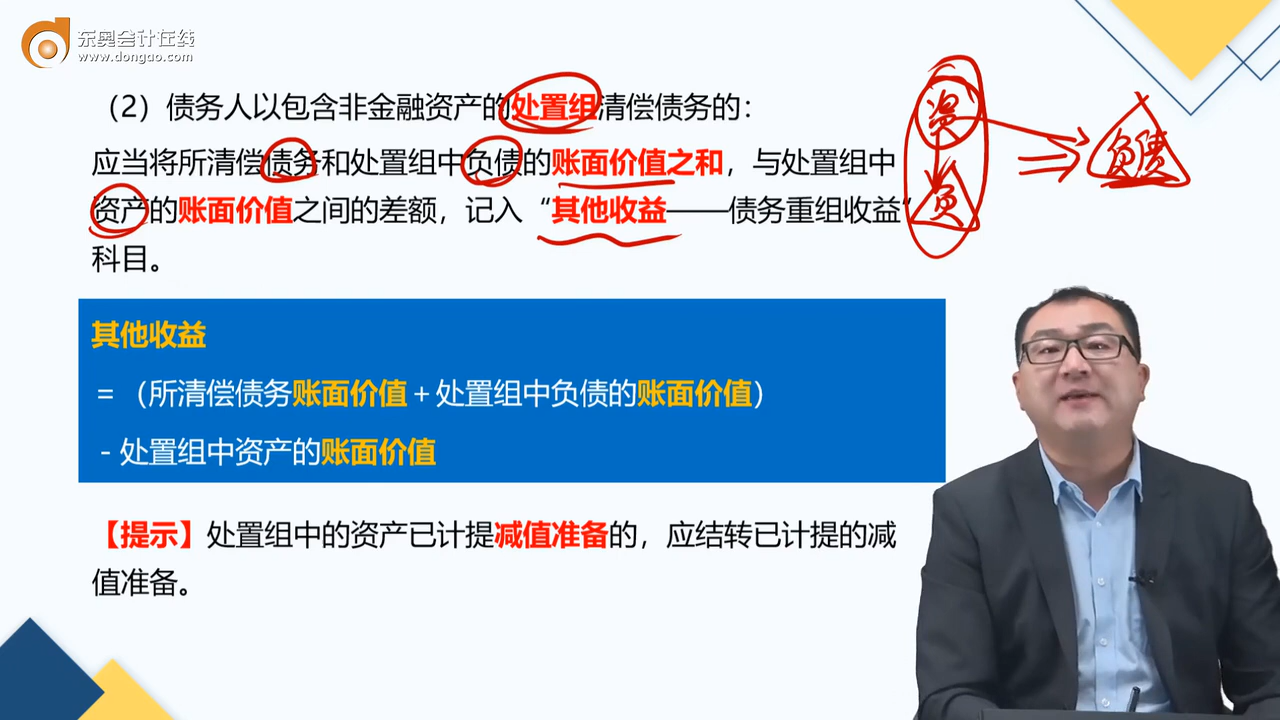 东奥会计在线
www.dongao.com
（2）债务人以包含非金融资产的处置组清偿债务的：
应当将所清偿债务和处置组中负债的账面价值之和，与处置组中
资产的账面价值之间的差额，记入“其他收益——债务重组收益”
科目。
其他收益
＝（所清偿债务账面价值＋处置组中负债的账面价值）
- 处置组中资产的账面价值
【提示】处置组中的资产已计提减值准备的，应结转已计提的减
值准备。
负债